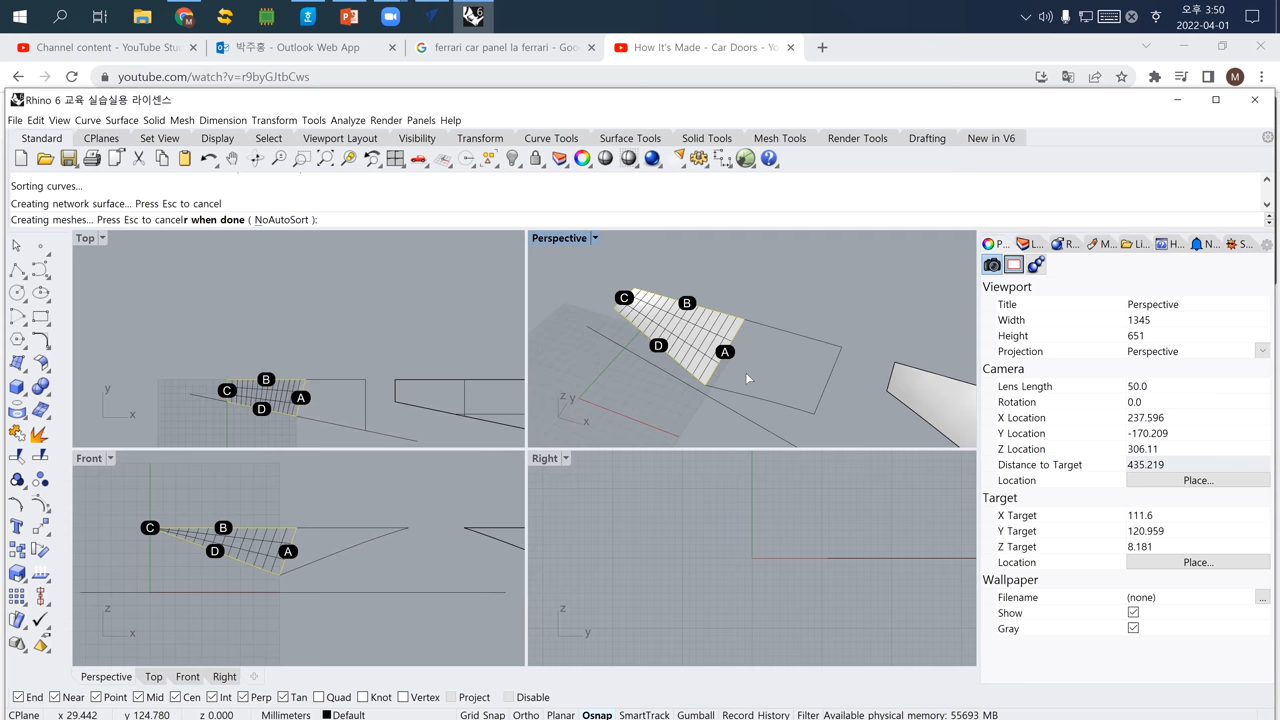 오후 3:50
2022-04-01
Channel content - YouTube Stu
박주홍 - Outlook Web App
ferrari car panel la ferrari - Goo
How It's Made - Car Doors - Yo
youtube.com/watch?v=r9byGJtbCws
M
Rhino 6 교육 실습실용 라이센스
File Edit View Curve Surface Solid Mesh Dimension Transform Tools Analyze Render Panels Help
Standard CPlanes Set View Display Select Viewport Layout Visibility Transform Curve Tools Surface Tools Solid Tools Mesh Tools Render Tools Drafting New in V6
Sorting curves...
Creating network surface... Press Esc to cancel
Creating meshes... Press Esc to cancelr when done ( NoAutoSort ):
Top
Perspective
P... L... R... M... Li... H... N... S...
C B D A
y x
C B D A
z y x
Front
Right
C B D A
z x
z y
Viewport
Title Perspective
Width 1345
Height 651
Projection Perspective
Camera
Lens Length 50.0
Rotation 0.0
X Location 237.596
Y Location -170.209
Z Location 306.11
Distance to Target 435.219
Location Place...
Target
X Target 111.6
Y Target 120.959
Z Target 8.181
Location Place...
Wallpaper
Filename (none) ...
Show
Gray
Perspective Top Front Right
End Near Point Mid Cen Int Perp Tan Quad Knot Vertex Project Disable
CPlane x 29.442 y 124.780 z 0.000 Millimeters Default Grid Snap Ortho Planar Osnap SmartTrack Gumball Record History Filter Available physical memory: 55693 MB